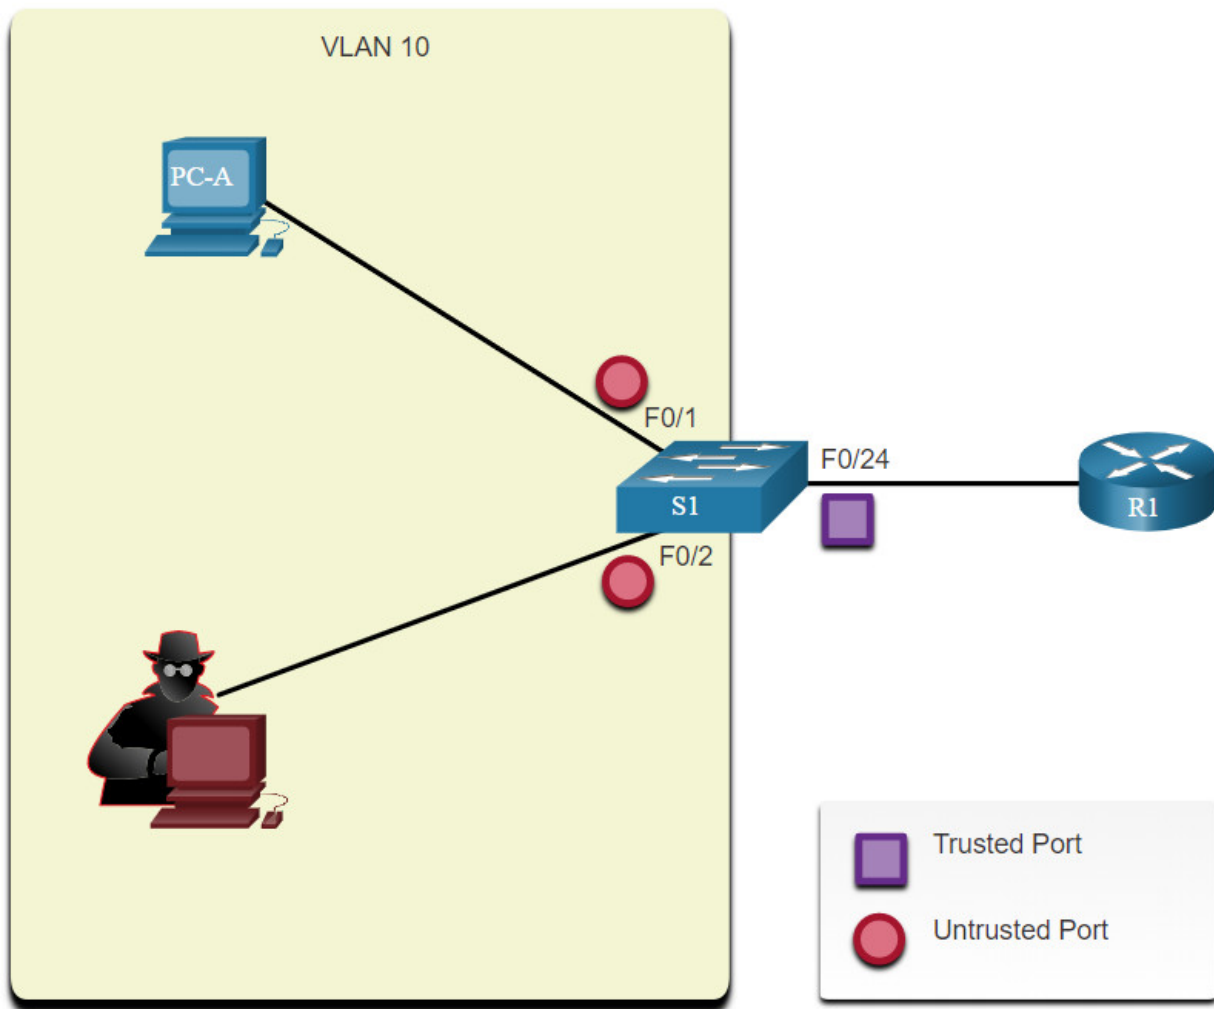 VLAN 10
PC-A
F0/1
F0/24
S1
R1
F0/2
Trusted Port
Untrusted Port